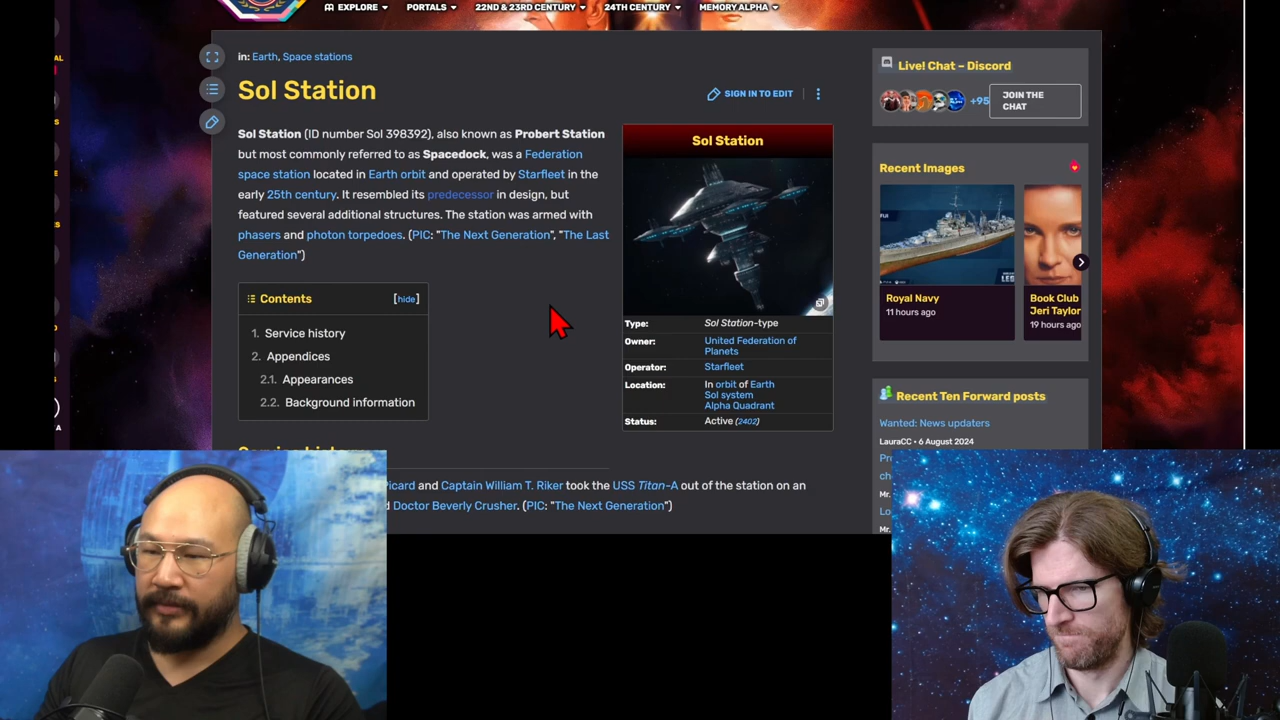 EXPLORE
PORTALS
22ND & 23RD CENTURY
24TH CENTURY
MEMORY ALPHA
in: Earth, Space stations
Sol Station
SIGN IN TO EDIT
Sol Station (ID number Sol 398392), also known as Probert Station
but most commonly referred to as Spacedock, was a Federation
space station located in Earth orbit and operated by Starfleet in the
early 25th century. It resembled its predecessor in design, but
featured several additional structures. The station was armed with
phasers and photon torpedoes. (PIC: "The Next Generation", "The Last
Generation")
Contents [hide]
1. Service history
2. Appendices
2.1. Appearances
2.2. Background information
Sol Station
Type: Sol Station-type
Owner: United Federation of
Planets
Operator: Starfleet
Location: In orbit of Earth
Sol system
Alpha Quadrant
Status: Active (2402)
Picard and Captain William T. Riker took the USS Titan-A out of the station on an
Doctor Beverly Crusher. (PIC: "The Next Generation")
Live! Chat – Discord
+95
JOIN THE
CHAT
Recent Images
LEG
Royal Navy
11 hours ago
Book Club
Jeri Taylor
19 hours ago
Recent Ten Forward posts
Wanted: News updaters
LauraCC • 6 August 2024
Pr
ch
Mr.
Lo
Mr.